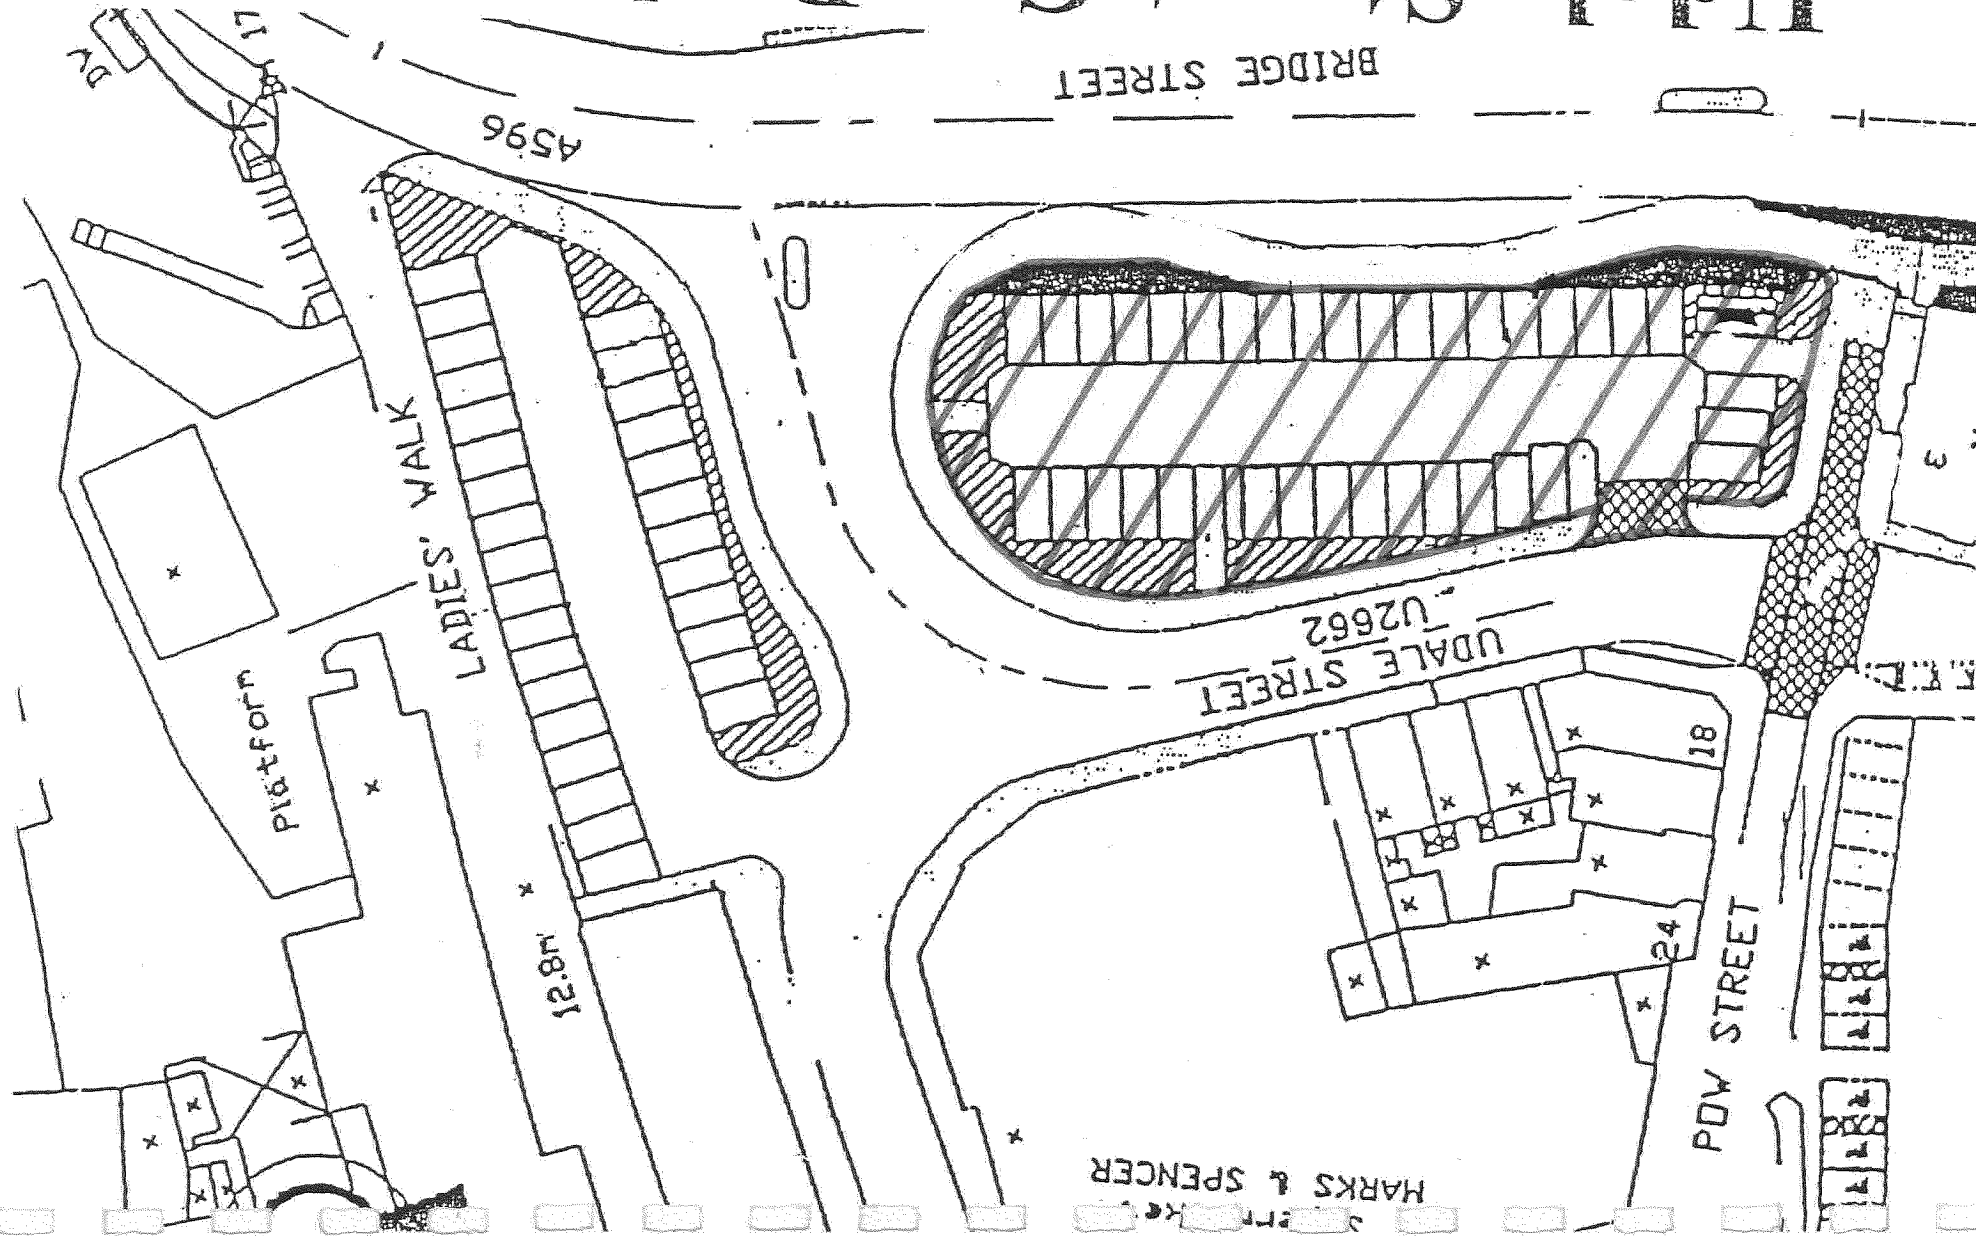 BRIDGE STREET
17
A596
LADIES' WALK
3
U2662
UDALE STREET
Platform
18
24
12.8m
POW STREET
MARKS & SPENCER